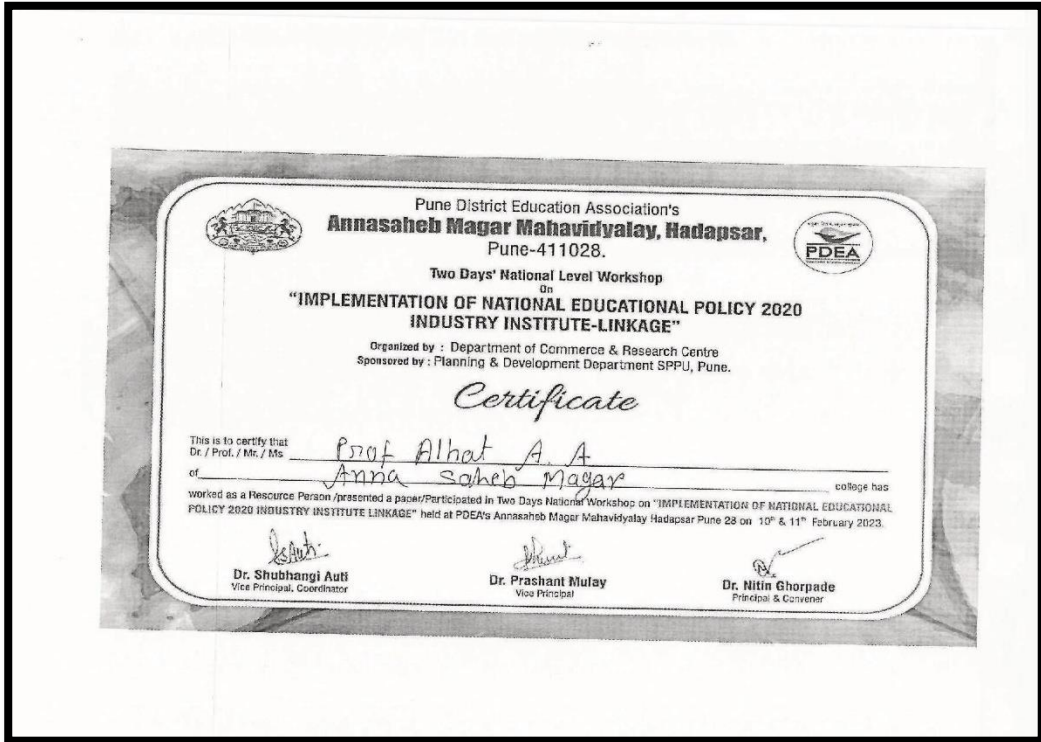 Pune District Education Association's
Annasaheb Magar Mahavidyalay, Hadapsar,
Pune-411028.
PDEA
Two Days' National Level Workshop
On
"IMPLEMENTATION OF NATIONAL EDUCATIONAL POLICY 2020
INDUSTRY INSTITUTE-LINKAGE"
Organized by : Department of Commerce & Research Centre
Sponsored by : Planning & Development Department SPPU, Pune.
Certificate
This is to certify that
Dr. / Prof. / Mr. / Ms Prof Alhat A. A
of Anna Saheb Magar college has
worked as a Resource Person /presented a paper/Participated in Two Days National Workshop on "IMPLEMENTATION OF NATIONAL EDUCATIONAL
POLICY 2020 INDUSTRY INSTITUTE LINKAGE" held at PDEA's Annasaheb Magar Mahavidyalay Hadapsar Pune 28 on 10th & 11th February 2023.
Dr. Shubhangi Auti
Vice Principal, Coordinator
Dr. Prashant Mulay
Vice Principal
Dr. Nitin Ghorpade
Principal & Convener